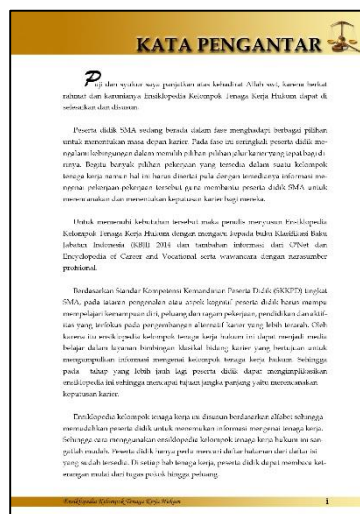 KATA PENGANTAR
Puji dan syukur saya panjatkan atas kehadirat Allah swt, karena berkat
rahmat dan karunianya Ensiklopedia Kelompok Tenaga Kerja Hukum dapat di
selesaikan dan disusun.
Peserta didik SMA sedang berada dalam fase menghadapi berbagai pilihan
untuk menentukan masa depan karier. Pada fase ini seringkali peserta didik me-
ngalami kebingungan dalam memilih pilihan-pilihan jalur karier yang tepat bagi di-
rinya. Begitu banyak pilihan pekerjaan yang tersedia dalam suatu kelompok
tenaga kerja namun hal ini harus disertai pula dengan tersedianya informasi me-
ngenai pekerjaan-pekerjaan tersebut guna membantu peserta didik SMA untuk
merencanakan dan menentukan keputusan karier bagi mereka.
Untuk memenuhi kebutuhan tersebut maka penulis menyusun Ensiklopedia
Kelompok Tenaga Kerja Hukum dengan mengacu kepada buku Klasifikasi Baku
Jabatan Indonesia (KBJI) 2014 dan tambahan informasi dari O*Net dan
Encyclopedia of Career and Vocational serta wawancara dengan narasumber
profesional.
Berdasarkan Standar Kompetensi Kemandirian Peserta Didik (SKKPD) tingkat
SMA, pada tataran pengenalan atau aspek kognitif peserta didik harus mampu
mempelajari kemampuan diri, peluang dan ragam pekerjaan, pendidikan dan aktif-
itas yang terfokus pada pengembangan alternatif karier yang lebih terarah. Oleh
karena itu ensiklopedia kelompok tenaga kerja hukum ini dapat menjadi media
belajar dalam layanan bimbingan klasikal bidang karier yang bertujuan untuk
mengumpulkan informasi mengenai kelompok tenaga kerja hukum. Sehingga
pada tahap yang lebih jauh lagi peserta didik dapat mengimplikasikan
ensiklopedia ini sehingga mencapai tujuan jangka panjang yaitu merencanakan
keputusan karier.
Ensiklopedia kelompok tenaga kerja ini disusun berdasarkan alfabet sehingga
memudahkan peserta didik untuk menemukan informasi mengenai tenaga kerja.
Sehingga cara menggunakan ensiklopedia kelompok tenaga kerja hukum ini san-
gatlah mudah. Peserta didik hanya perlu mencari daftar halaman dari daftar isi
yang sudah tersedia. Di setiap bab tenaga kerja, peserta didik dapat membaca ket-
erangan mulai dari tugas pokok hingga peluang.
Ensiklopedia Kelompok Tenaga Kerja Hukum
i